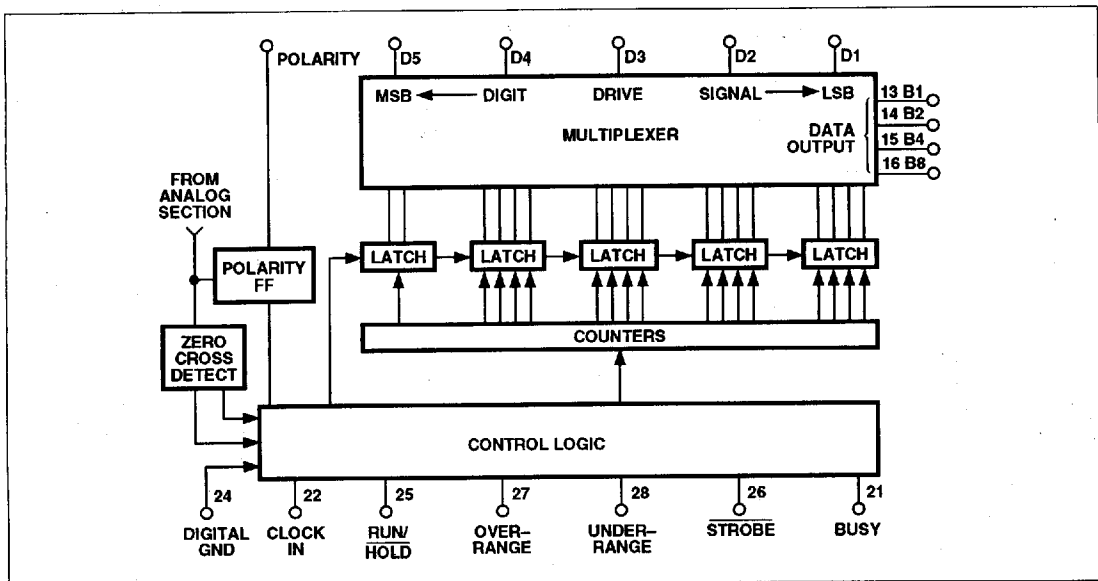 POLARITY
D5
D4
D3
D2
D1
MSB DIGIT DRIVE SIGNAL LSB
MULTIPLEXER
DATA
OUTPUT
13 B1
14 B2
15 B4
16 B8
FROM
ANALOG
SECTION
POLARITY
FF
LATCH
LATCH
LATCH
LATCH
LATCH
ZERO
CROSS
DETECT
COUNTERS
CONTROL LOGIC
24
22
25
27
28
26
21
DIGITAL
GND
CLOCK
IN
RUN/
HOLD
OVER–
RANGE
UNDER–
RANGE
STROBE
BUSY